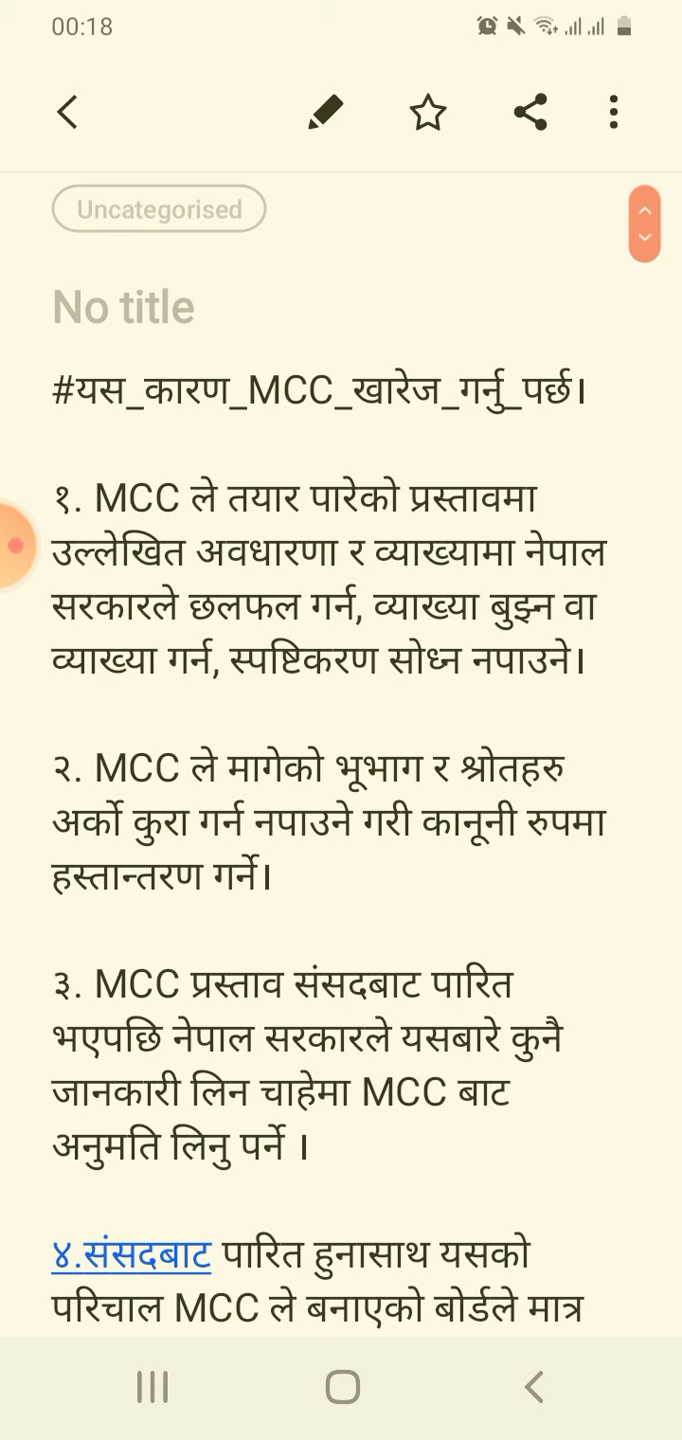 00:18
Uncategorised
No title
#यस_कारण_MCC_खारेज_गर्नु_पर्छ।
१. MCC ले तयार पारेको प्रस्तावमा
उल्लेखित अवधारणा र व्याख्यामा नेपाल
सरकारले छलफल गर्न, व्याख्या बुझ्न वा
व्याख्या गर्न, स्पष्टिकरण सोध्न नपाउने।
२. MCC ले मागेको भूभाग र श्रोतहरु
अर्को कुरा गर्न नपाउने गरी कानूनी रुपमा
हस्तान्तरण गर्ने।
३. MCC प्रस्ताव संसदबाट पारित
भएपछि नेपाल सरकारले यसबारे कुनै
जानकारी लिन चाहेमा MCC बाट
अनुमति लिनु पर्ने ।
४.संसदबाट पारित हुनासाथ यसको
परिचाल MCC ले बनाएको बोर्डले मात्र